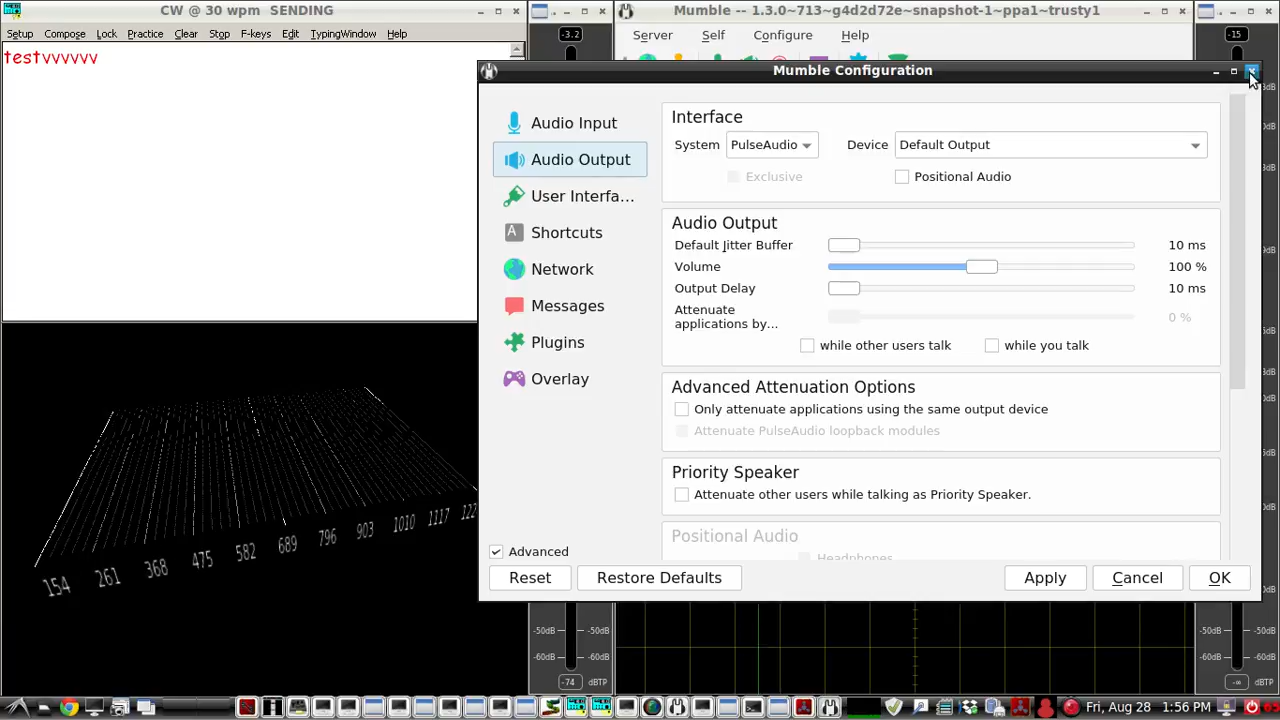 CW @ 30 wpm  SENDING
Setup Compose Lock Practice Clear Stop F-keys Edit TypingWindow Help
testvvvvvv
154 261 368 475 582 689 796 903 1010 1117 122
-3.2
-50dB -50dB
-60dB -60dB
-74 dBTP
Mumble -- 1.3.0~713~g4d2d72e~snapshot-1~ppa1~trusty1
Server Self Configure Help
-15
-50dB -50dB
-60dB -60dB
-∞ dBTP
Mumble Configuration
Audio Input
Audio Output
User Interfa...
Shortcuts
Network
Messages
Plugins
Overlay
Interface
System PulseAudio Device Default Output
Exclusive Positional Audio
Audio Output
Default Jitter Buffer 10 ms
Volume 100 %
Output Delay 10 ms
Attenuate
applications by... 0 %
while other users talk while you talk
Advanced Attenuation Options
Only attenuate applications using the same output device
Attenuate PulseAudio loopback modules
Priority Speaker
Attenuate other users while talking as Priority Speaker.
Positional Audio
Headphones
Advanced
Reset Restore Defaults Apply Cancel OK
Fri, Aug 28 1:56 PM